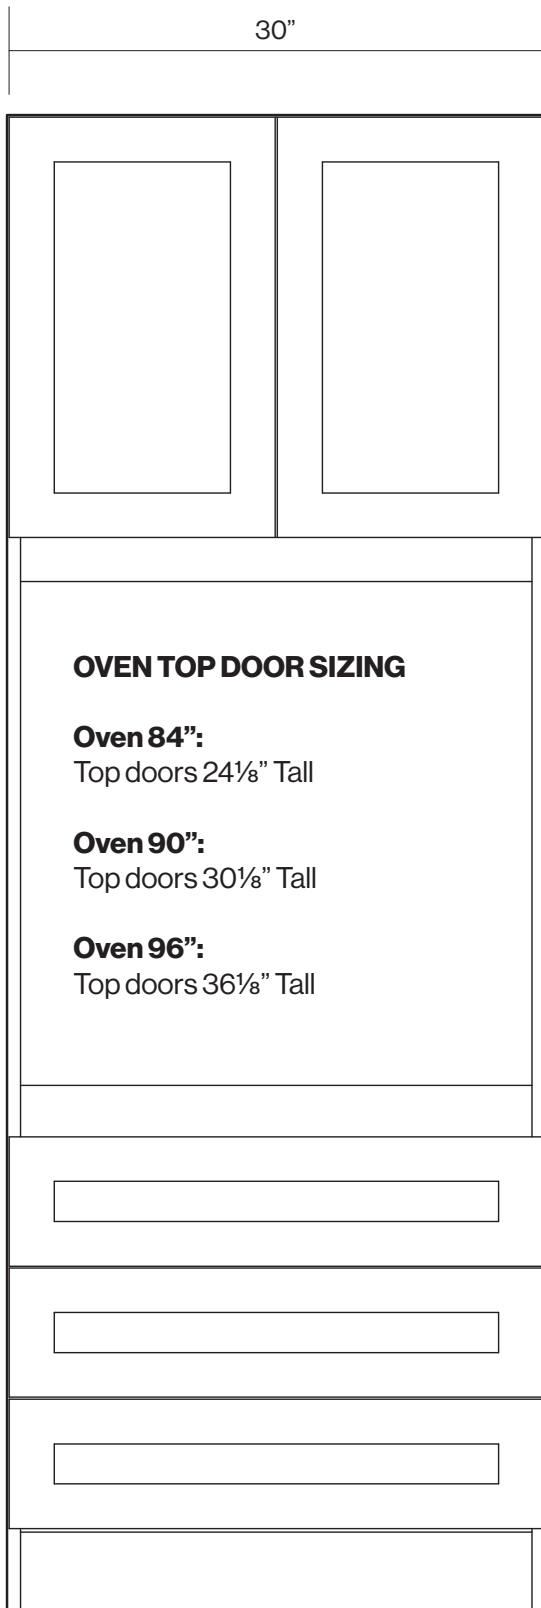 30”
OVEN TOP DOOR SIZING
Oven 84”:
Top doors 24⅛” Tall
Oven 90”:
Top doors 30⅛” Tall
Oven 96”:
Top doors 36⅛” Tall